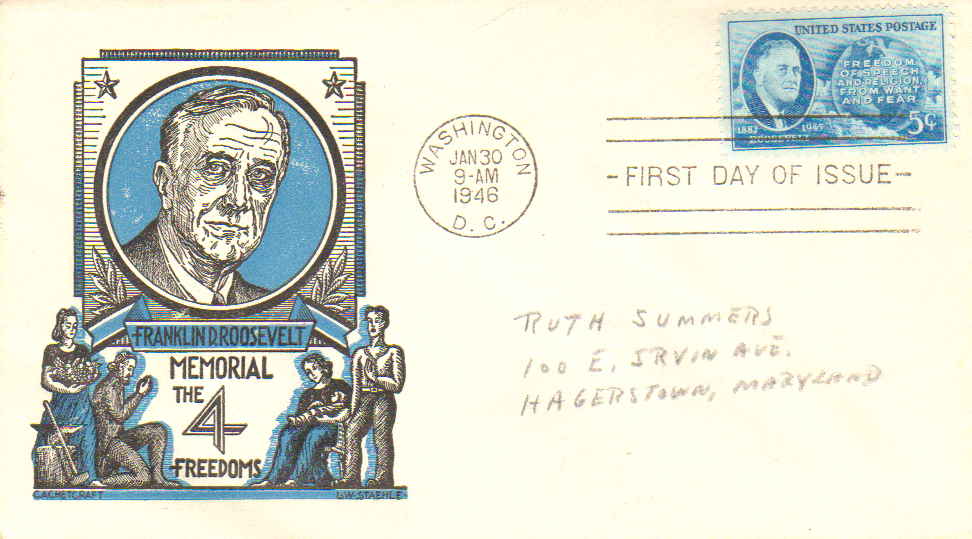 UNITED STATES POSTAGE
FREEDOM
OF SPEECH
AND RELIGION,
FROM WANT
AND FEAR
1882 1945
ROOSEVELT
5¢
WASHINGTON
JAN 30
9-AM
1946
D. C.
-FIRST DAY OF ISSUE-
FRANKLIN D. ROOSEVELT
MEMORIAL
THE
4
FREEDOMS
CACHETCRAFT
L.W. STAEHLE
RUTH SUMMERS
100 E. IRVIN AVE.
HAGERSTOWN, MARYLAND